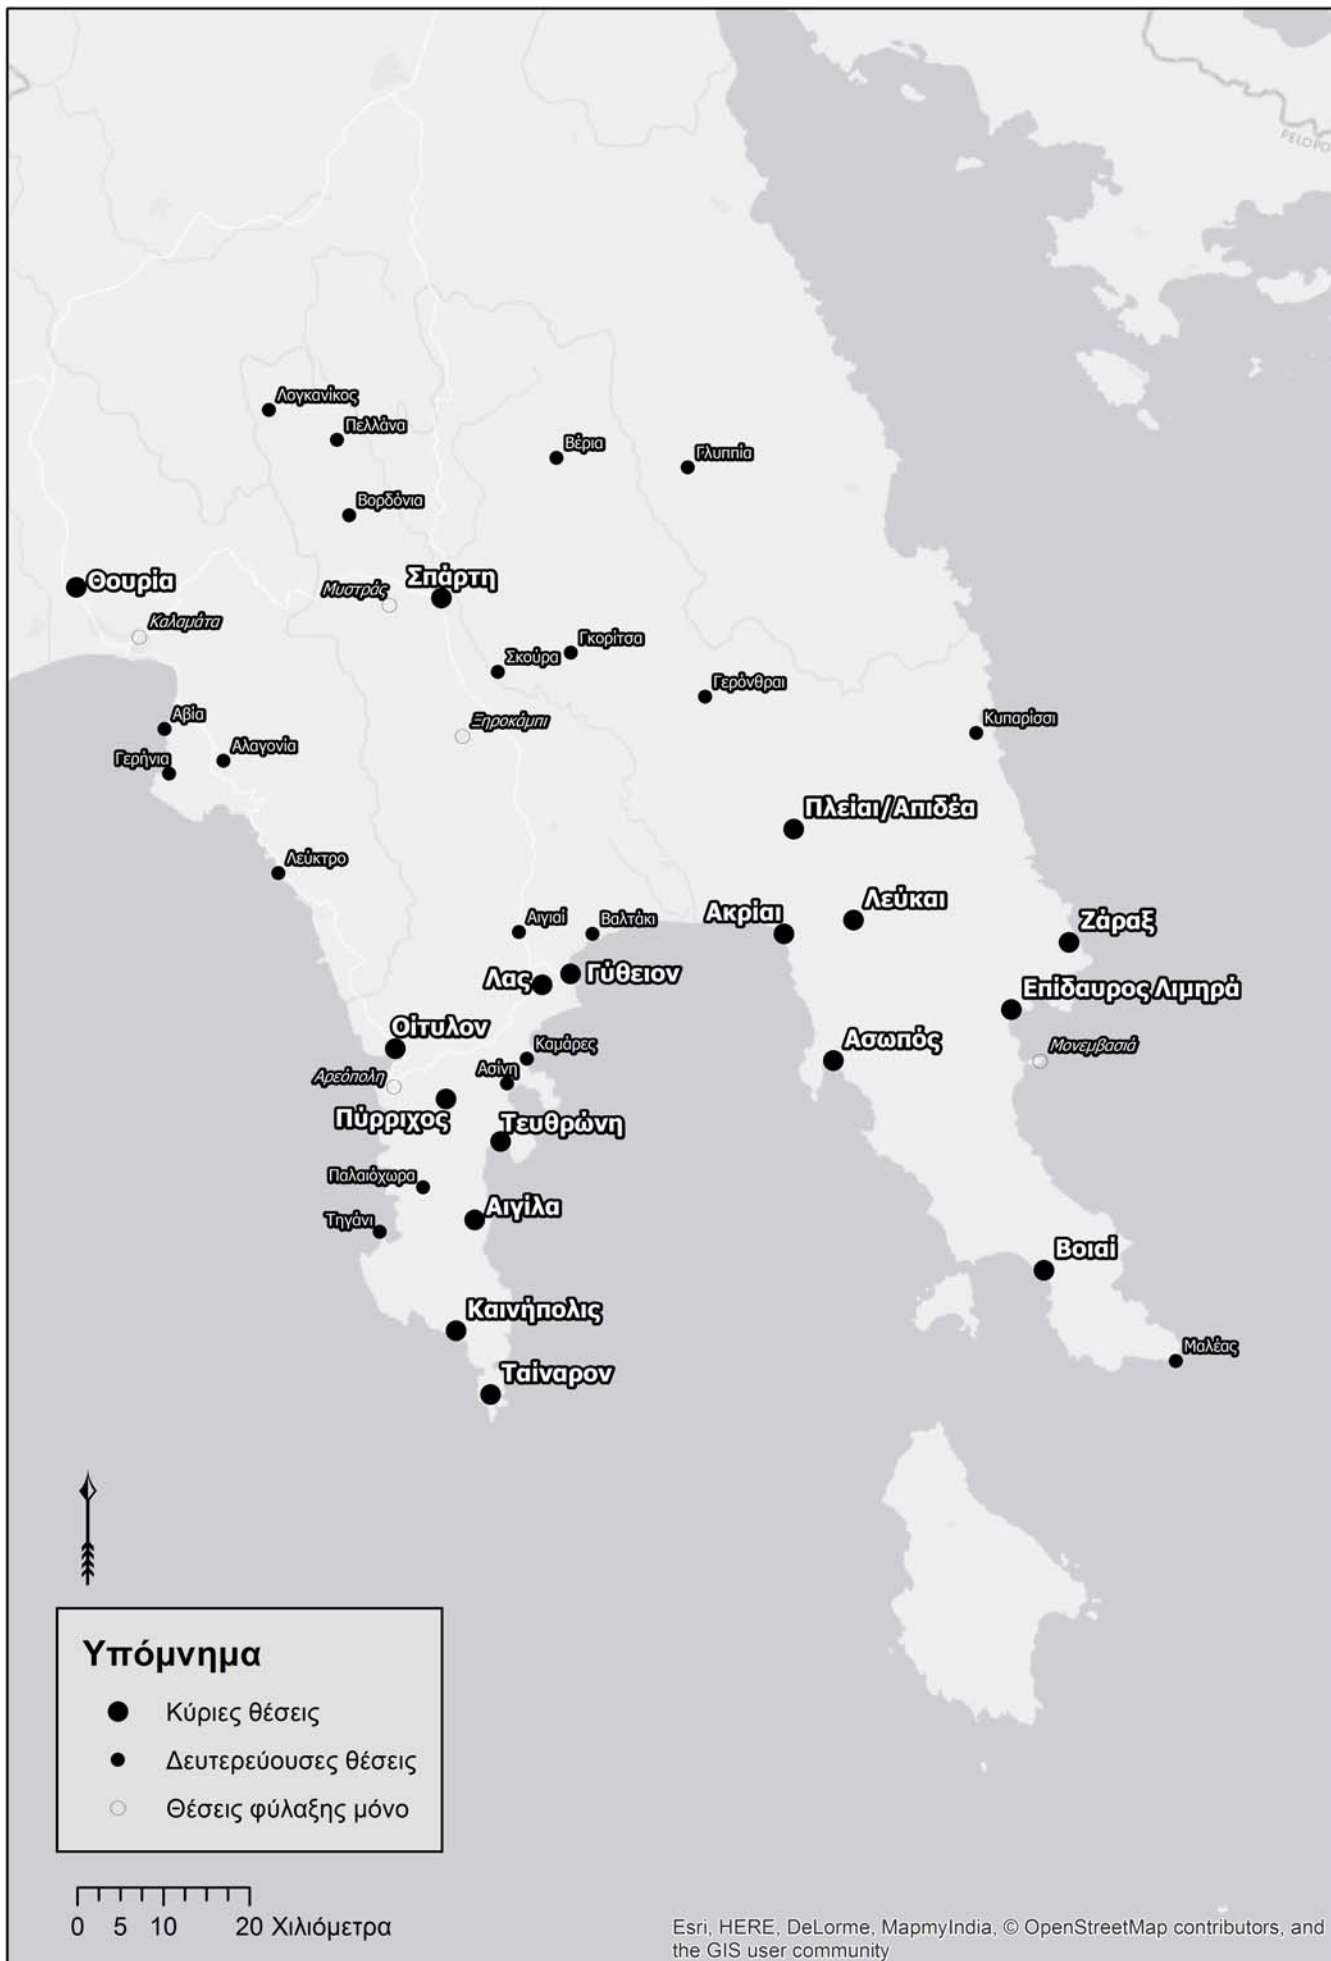 PELOPO
Λογκανίκος
Πελλάνα
Βέρια
Γλυππία
Βορδόνια
Θουρία
Μυστράς
Σπάρτη
Καλαμάτα
Γκορίτσα
Σκούρα
Γερόνθραι
Αβία
Ξηροκάμπι
Κυπαρίσσι
Αλαγονία
Γερήνια
Πλείαι/Απιδέα
Λεύκτρο
Λεύκαι
Αιγιαί
Βαλτάκι
Ακρίαι
Ζάραξ
Λας
Γύθειον
Επίδαυρος Λιμηρά
Οίτυλον
Ασωπός
Καμάρες
Μονεμβασιά
Ασίνη
Αρεόπολη
Πύρριχος
Τευθρώνη
Παλαιόχωρα
Αιγίλα
Τηγάνι
Βοιαί
Καινήπολις
Μαλέας
Ταίναρον
Υπόμνημα
Κύριες θέσεις
Δευτερεύουσες θέσεις
Θέσεις φύλαξης μόνο
0 5 10 20 Χιλιόμετρα
Esri, HERE, DeLorme, MapmyIndia, © OpenStreetMap contributors, and
the GIS user community